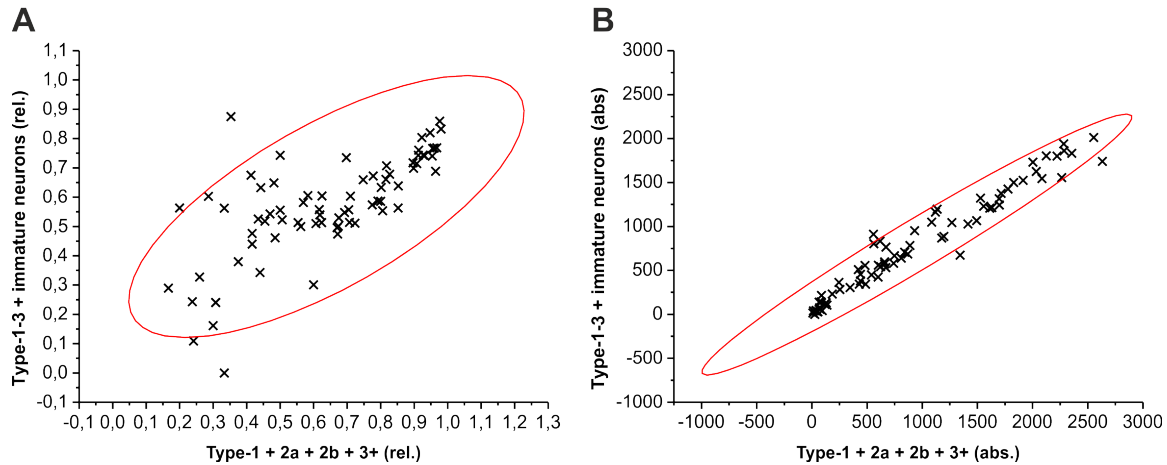 A
Type-1-3 + immature neurons (rel.)
1,1
1,0
0,9
0,8
0,7
0,6
0,5
0,4
0,3
0,2
0,1
0,0
-0,1
-0,1 0,0 0,1 0,2 0,3 0,4 0,5 0,6 0,7 0,8 0,9 1,0 1,1 1,2 1,3
Type-1 + 2a + 2b + 3+ (rel.)
B
Type-1-3 + immature neurons (abs)
3000
2500
2000
1500
1000
500
0
-500
-1000
-1000 -500 0 500 1000 1500 2000 2500 3000
Type-1 + 2a + 2b + 3+ (abs.)